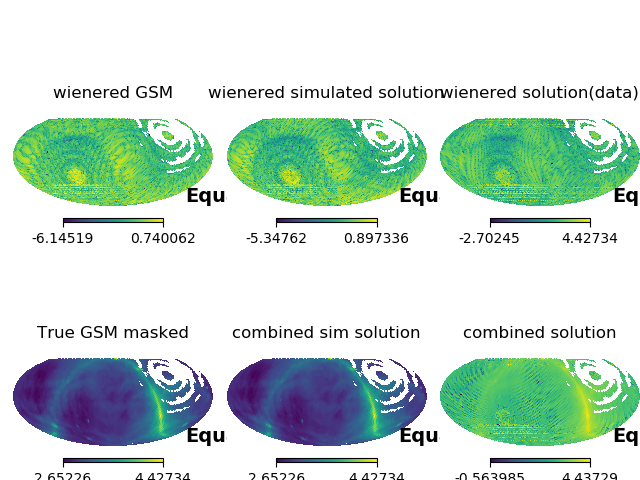 wienered GSM
wienered simulated solution
wienered solution(data)
Equ
Equ
Eq
-6.14519 0.740062
-5.34762 0.897336
-2.70245 4.42734
True GSM masked
combined sim solution
combined solution
Equ
Equ
Eq
2.65226 4.42734
2.65226 4.42734
-0.563985 4.43729